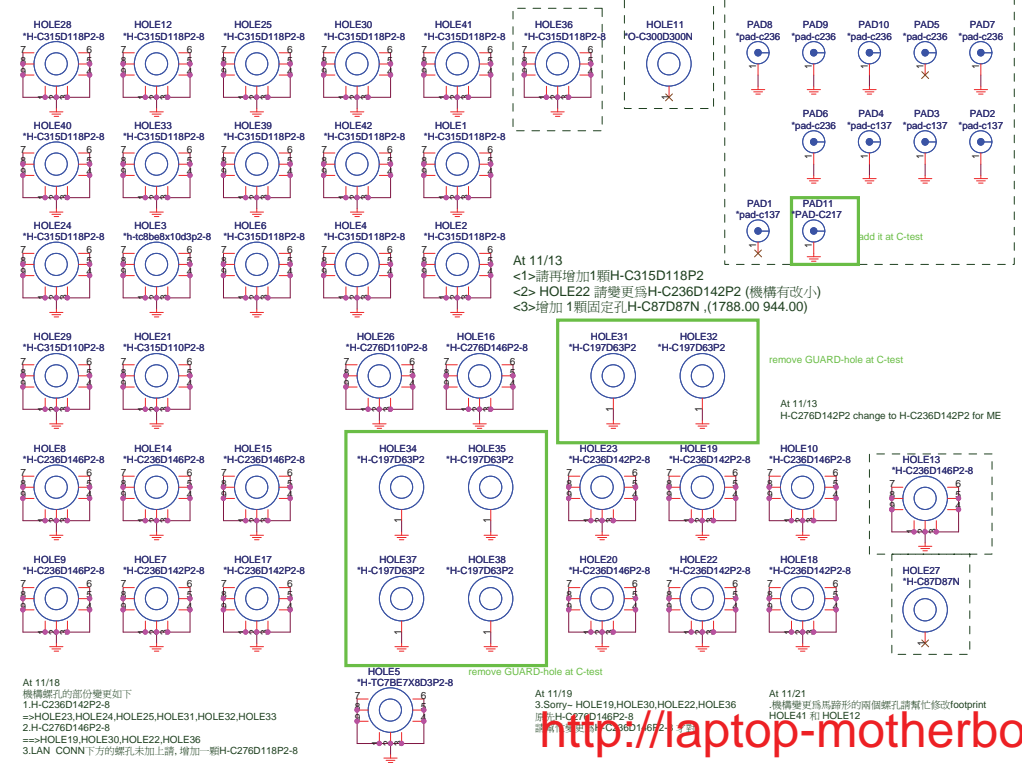 HOLE28 HOLE12 HOLE25 HOLE30 HOLE41 HOLE36 HOLE11 PAD8 PAD9 PAD10 PAD5 PAD7
*H-C315D118P2-8 *H-C315D118P2-8 *H-C315D118P2-8 *H-C315D118P2-8 *H-C315D118P2-8 *H-C315D118P2-8 *O-C300D300N *pad-c236 *pad-c236 *pad-c236 *pad-c236 *pad-c236
HOLE40 HOLE33 HOLE39 HOLE42 HOLE1 PAD6 PAD4 PAD3 PAD2
*H-C315D118P2-8 *H-C315D118P2-8 *H-C315D118P2-8 *H-C315D118P2-8 *H-C315D118P2-8 *pad-c236 *pad-c137 *pad-c137 *pad-c137
PAD1 PAD11
*pad-c137 *PAD-C217
add it at C-test
HOLE24 HOLE3 HOLE6 HOLE4 HOLE2
*H-C315D118P2-8 *h-tc8be8x10d3p2-8 *H-C315D118P2-8 *H-C315D118P2-8 *H-C315D118P2-8
At 11/13
<1>請再增加1顆H-C315D118P2
<2> HOLE22 請變更爲H-C236D142P2 (機構有改小)
<3>增加 1顆固定孔H-C87D87N ,(1788.00 944.00)
HOLE29 HOLE21 HOLE26 HOLE16 HOLE31 HOLE32
*H-C315D110P2-8 *H-C315D110P2-8 *H-C276D110P2-8 *H-C276D146P2-8 *H-C197D63P2 *H-C197D63P2
remove GUARD-hole at C-test
At 11/13
H-C276D142P2 change to H-C236D142P2 for ME
HOLE8 HOLE14 HOLE15 HOLE34 HOLE35 HOLE23 HOLE19 HOLE10 HOLE13
*H-C236D146P2-8 *H-C236D146P2-8 *H-C236D146P2-8 *H-C197D63P2 *H-C197D63P2 *H-C236D142P2-8 *H-C236D142P2-8 *H-C236D146P2-8 *H-C236D146P2-8
HOLE9 HOLE7 HOLE17 HOLE37 HOLE38 HOLE20 HOLE22 HOLE18 HOLE27
*H-C236D146P2-8 *H-C236D142P2-8 *H-C236D142P2-8 *H-C197D63P2 *H-C197D63P2 *H-C236D146P2-8 *H-C236D142P2-8 *H-C236D142P2-8 *H-C87D87N
HOLE5
*H-TC7BE7X8D3P2-8
remove GUARD-hole at C-test
At 11/18
機構螺孔的部份變更如下
1.H-C236D142P2-8
=>HOLE23,HOLE24,HOLE25,HOLE31,HOLE32,HOLE33
2.H-C276D146P2-8
==>HOLE19,HOLE30,HOLE22,HOLE36
3.LAN CONN下方的螺孔未加上請, 增加一顆H-C276D118P2-8
At 11/19
3.Sorry~ HOLE19,HOLE30,HOLE22,HOLE36
At 11/21
.機構變更爲馬蹄形的兩個螺孔請幫忙修改footprint
HOLE41 和 HOLE12
http://laptop-motherbo